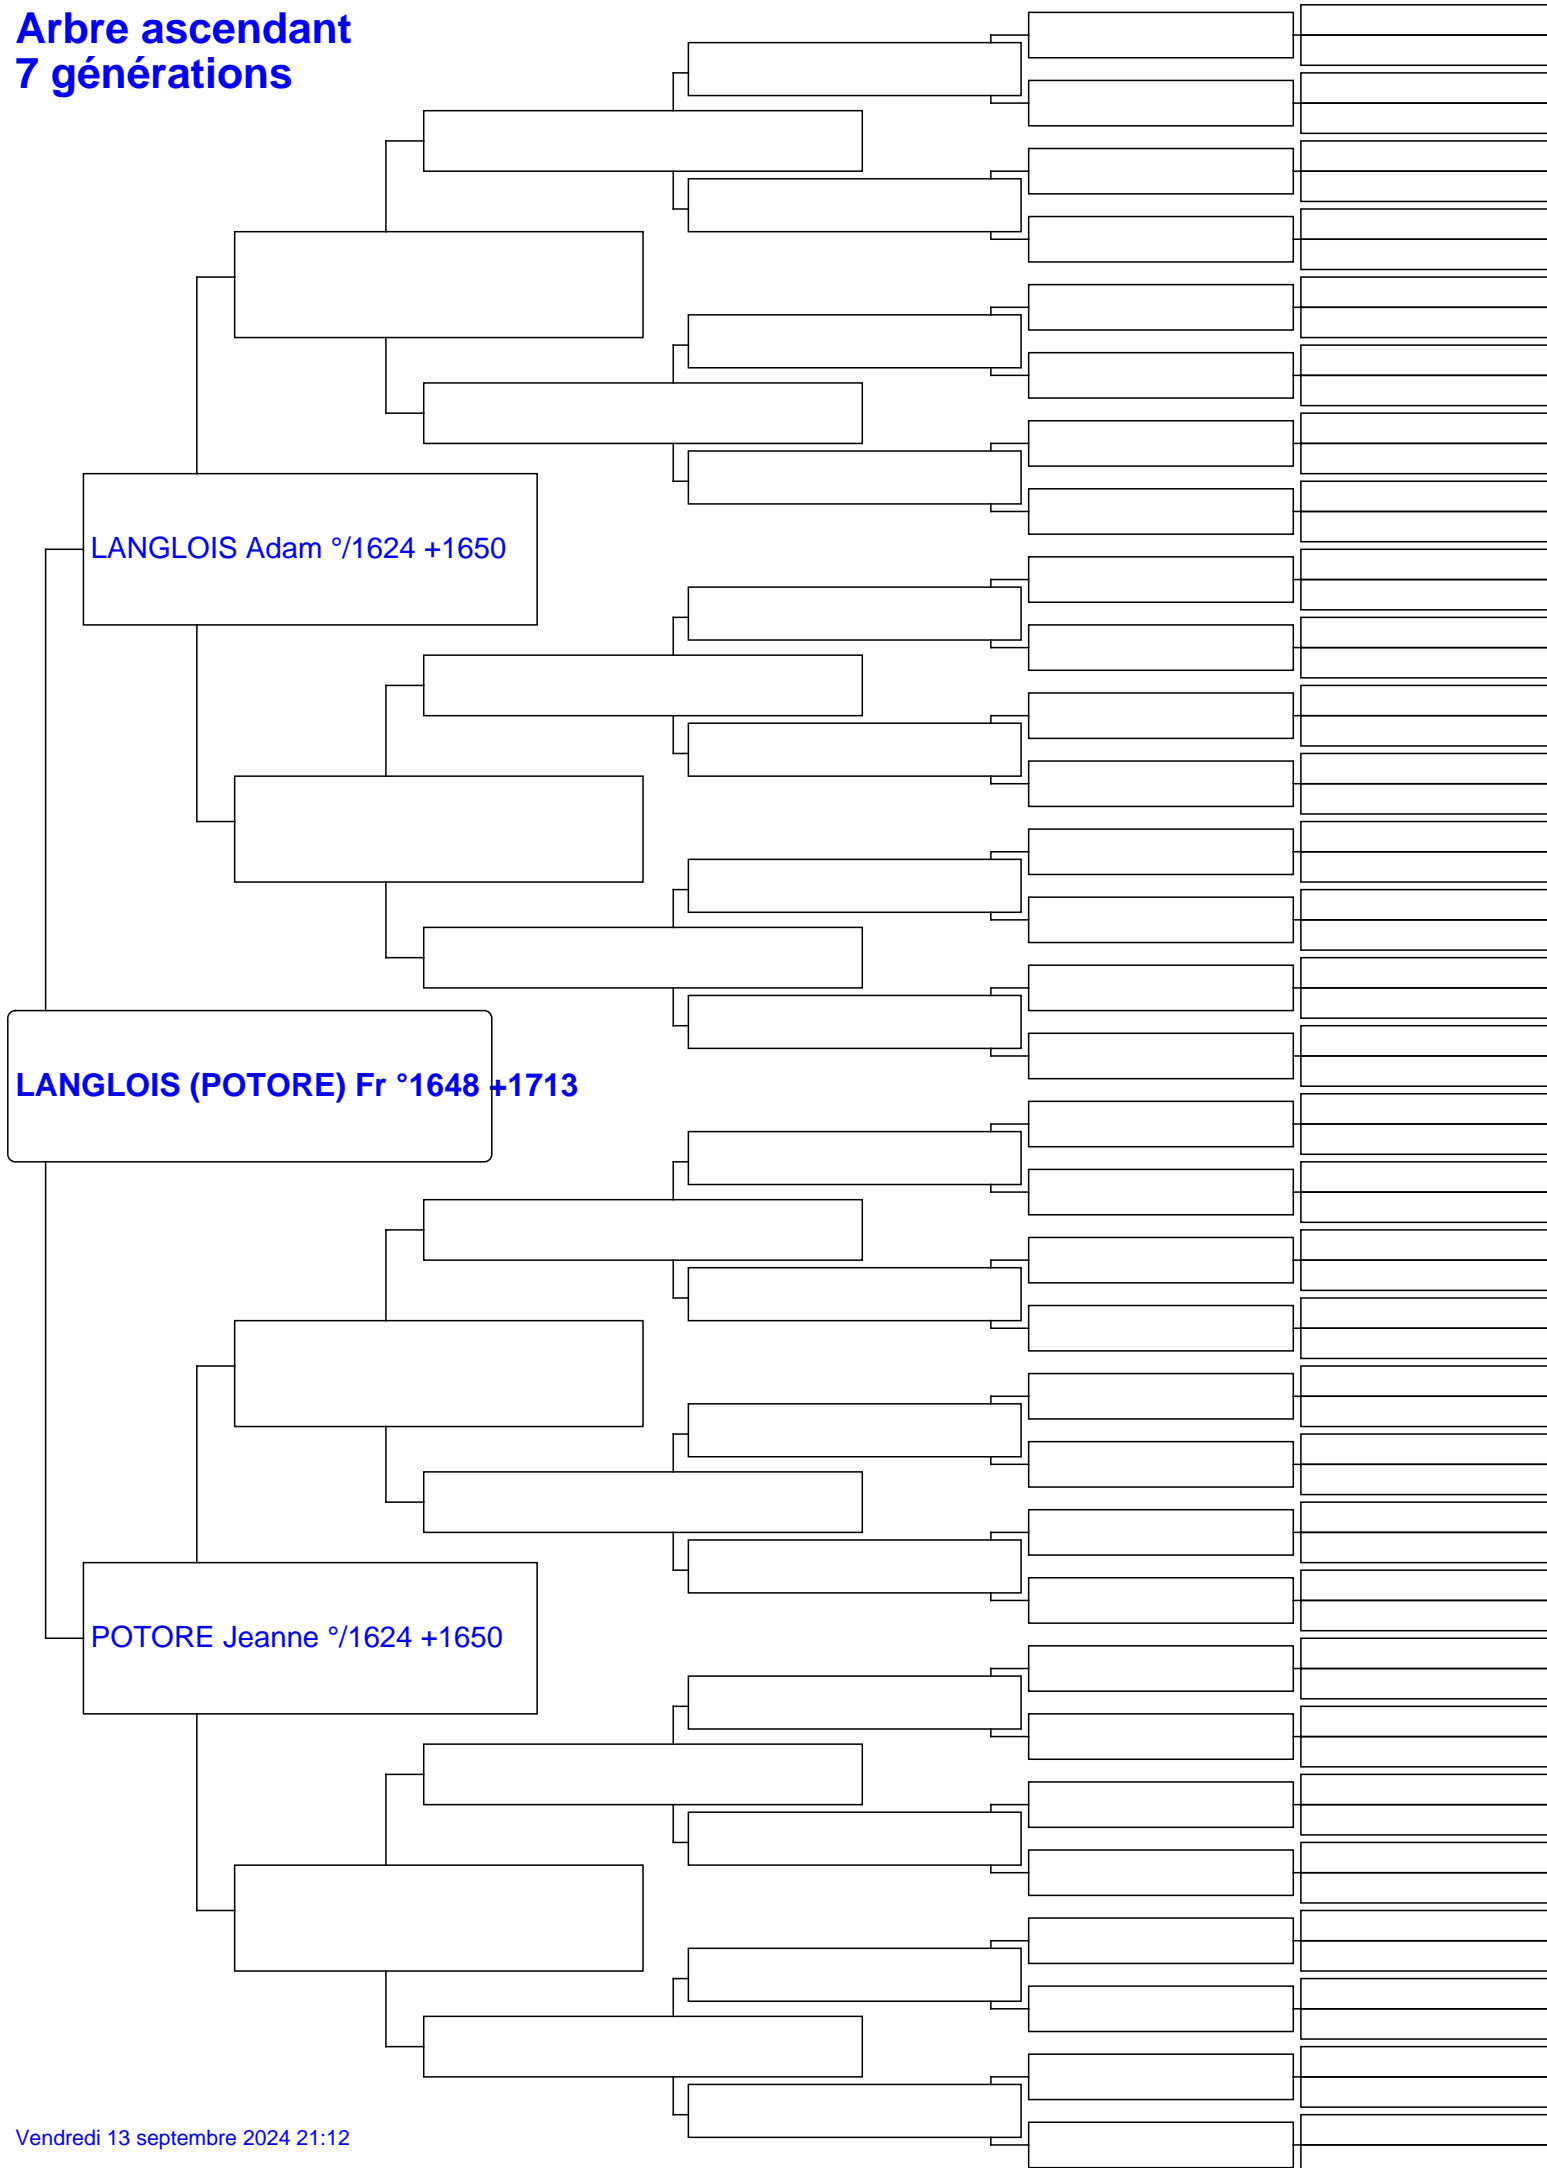 Arbre ascendant
7 générations
LANGLOIS Adam °/1624 +1650
LANGLOIS (POTORE) Fr °1648 +1713
POTORE Jeanne °/1624 +1650
Vendredi 13 septembre 2024 21:12